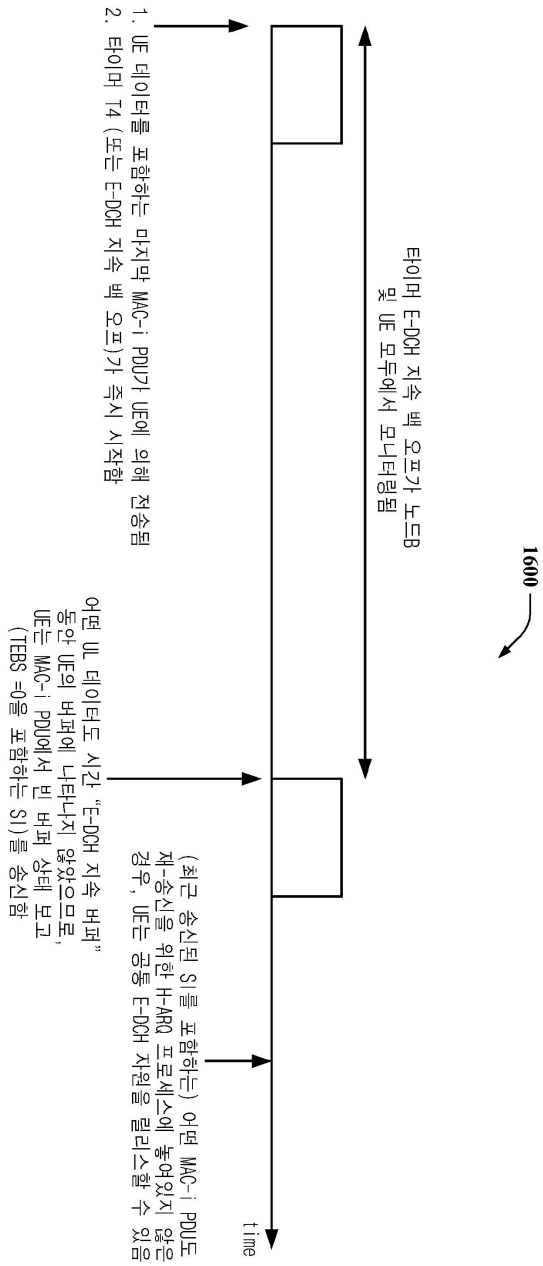 1600
타이머 E-DCH 지속 백 오프가 노드B
및 UE 모두에서 모니터링됨
time
1. UE 데이터를 포함하는 마지막 MAC-i PDU가 UE에 의해 전송됨
2. 타이머 T4 (또는 E-DCH 지속 백 오프)가 즉시 시작함
어떤 UL 데이터도 시간 "E-DCH 지속 버퍼"
동안 UE의 버퍼에 나타나지 않았으므로,
UE는 MAC-i PDU에서 빈 버퍼 상태 보고
(TEBS =0을 포함하는 SI)를 송신함
(최근 송신된 SI를 포함하는) 어떤 MAC-i PDU도
재-송신을 위한 H-ARQ 프로세스에 놓여있지 않은
경우, UE는 공통 E-DCH 자원을 릴리스할 수 있음